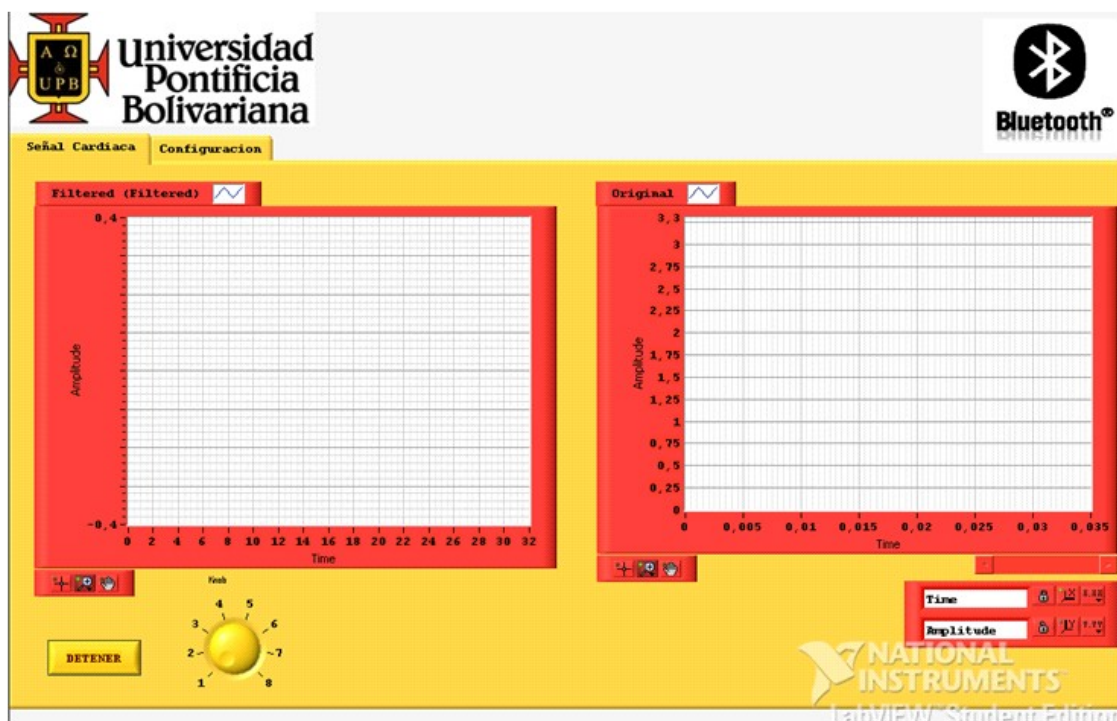 Α Ω
&
UPB
Universidad
Pontificia
Bolivariana
Bluetooth®
Señal Cardiaca
Configuracion
Filtered (Filtered)
0,4
Amplitude
-0,4
0 2 4 6 8 10 12 14 16 18 20 22 24 26 28 30 32
Time
Original
3,3
3
2,75
2,5
2,25
2
1,75
1,5
1,25
1
0,75
0,5
0,25
0
Amplitude
0 0,005 0,01 0,015 0,02 0,025 0,03 0,035
Time
Knob
4 5
3 6
2 7
1 8
DETENER
Time
Amplitude
NATIONAL
INSTRUMENTS
LabVIEW™ Student Edition